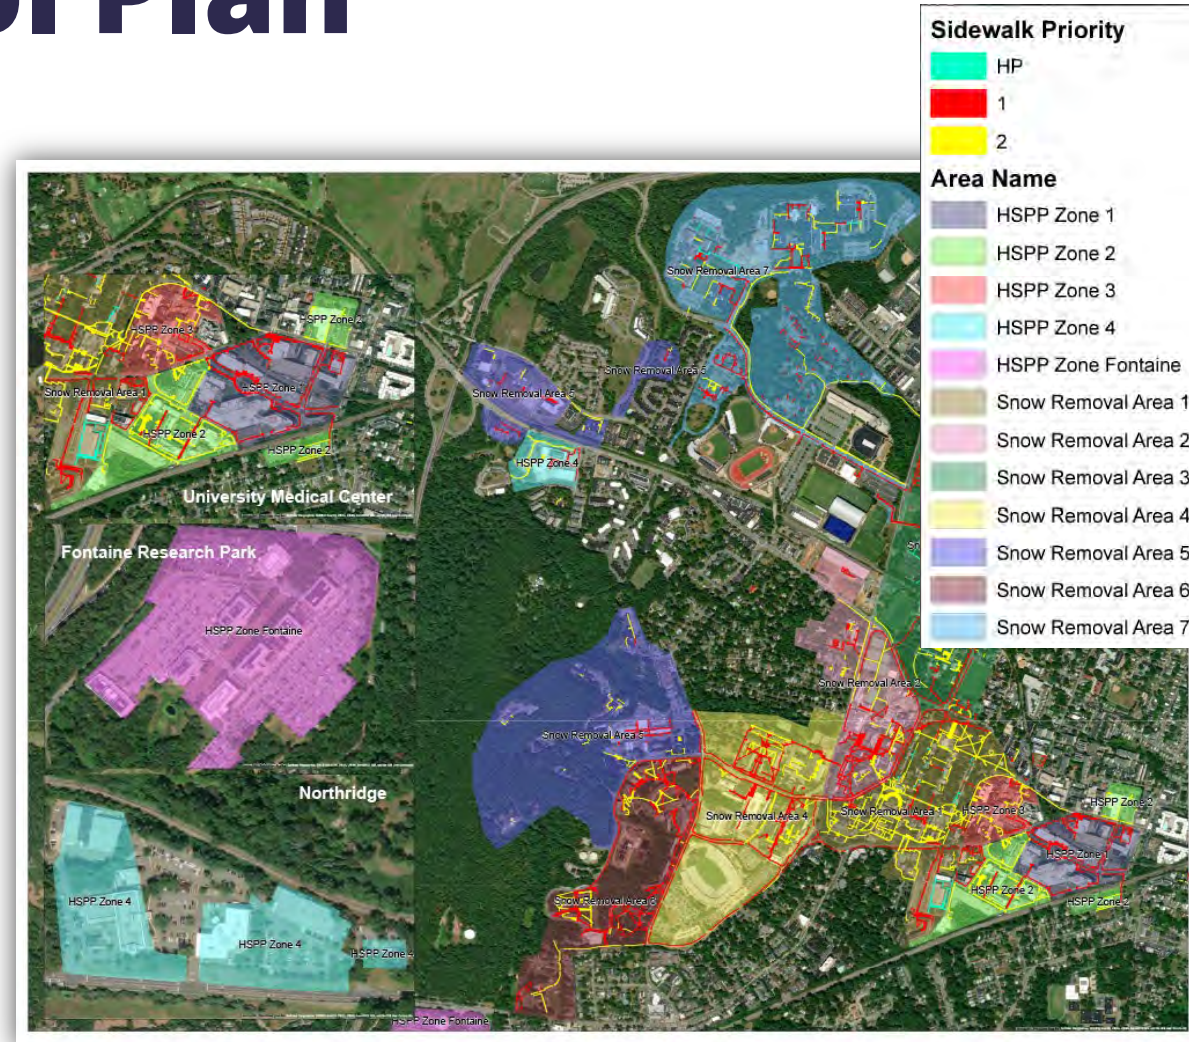 Plan
Sidewalk Priority
HP
1
2
Area Name
HSPP Zone 1
HSPP Zone 2
HSPP Zone 3
HSPP Zone 4
HSPP Zone Fontaine
Snow Removal Area 1
Snow Removal Area 2
Snow Removal Area 3
Snow Removal Area 4
Snow Removal Area 5
Snow Removal Area 6
Snow Removal Area 7
Snow Removal Area 7
HSPP Zone 2
HSPP Zone 3
Snow Removal Area 1
HSPP Zone 1
HSPP Zone 2
HSPP Zone 2
University Medical Center
Snow Removal Area 5
Snow Removal Area 5
HSPP Zone 4
Fontaine Research Park
HSPP Zone Fontaine
Snow Removal Area 2
Snow Removal Area 5
Northridge
HSPP Zone 4
HSPP Zone 4
HSPP Zone 4
Snow Removal Area 4
Snow Removal Area 1
HSPP Zone 3
HSPP Zone 2
HSPP Zone 1
HSPP Zone 2
HSPP Zone 2
Snow Removal Area 6
HSPP Zone Fontaine